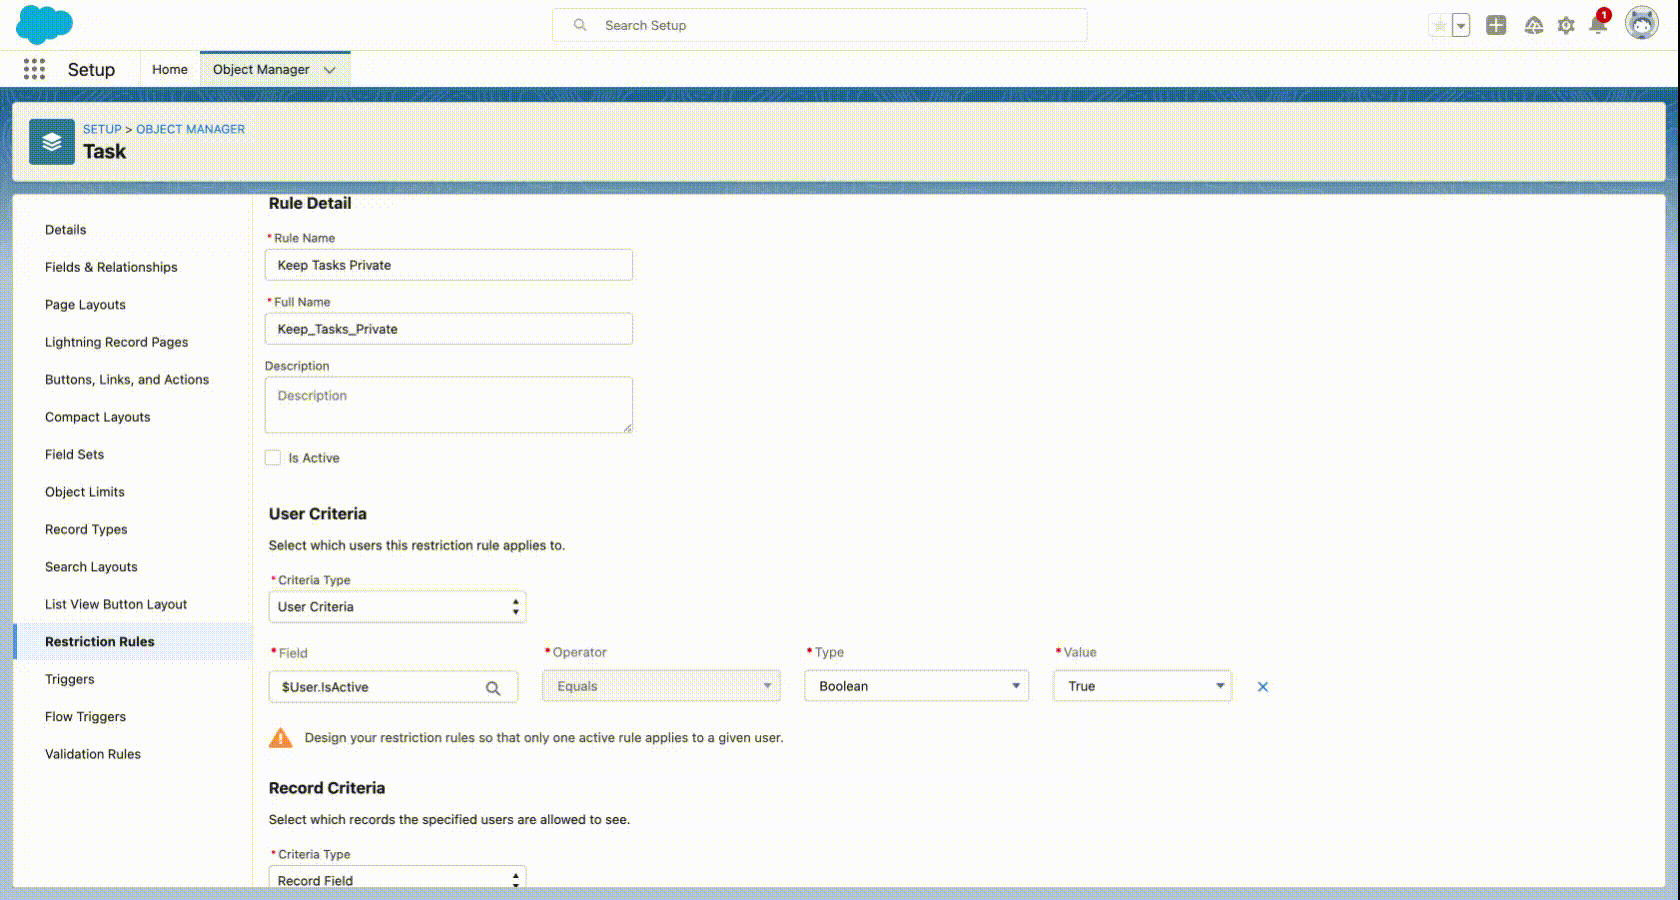 Search Setup
1
Setup
Home
Object Manager
SETUP > OBJECT MANAGER
Task
Details
Fields & Relationships
Page Layouts
Lightning Record Pages
Buttons, Links, and Actions
Compact Layouts
Field Sets
Object Limits
Record Types
Search Layouts
List View Button Layout
Restriction Rules
Triggers
Flow Triggers
Validation Rules
Rule Detail
* Rule Name
Keep Tasks Private
* Full Name
Keep_Tasks_Private
Description
Description
Is Active
User Criteria
Select which users this restriction rule applies to.
* Criteria Type
User Criteria
* Field
* Operator
* Type
* Value
$User.IsActive
Equals
Boolean
True
Design your restriction rules so that only one active rule applies to a given user.
Record Criteria
Select which records the specified users are allowed to see.
* Criteria Type
Record Field